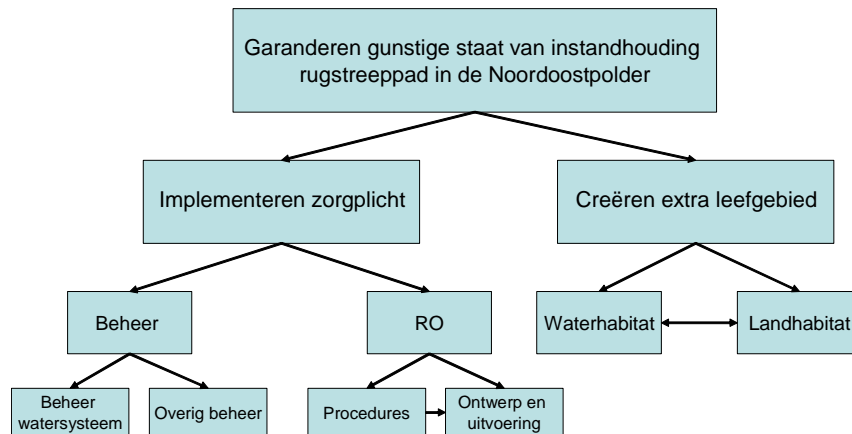 Garanderen gunstige staat van instandhouding
rugstreeppad in de Noordoostpolder
Implementeren zorgplicht
Creëren extra leefgebied
Beheer
RO
Waterhabitat
Landhabitat
Beheer
watersysteem
Overig beheer
Procedures
Ontwerp en
uitvoering